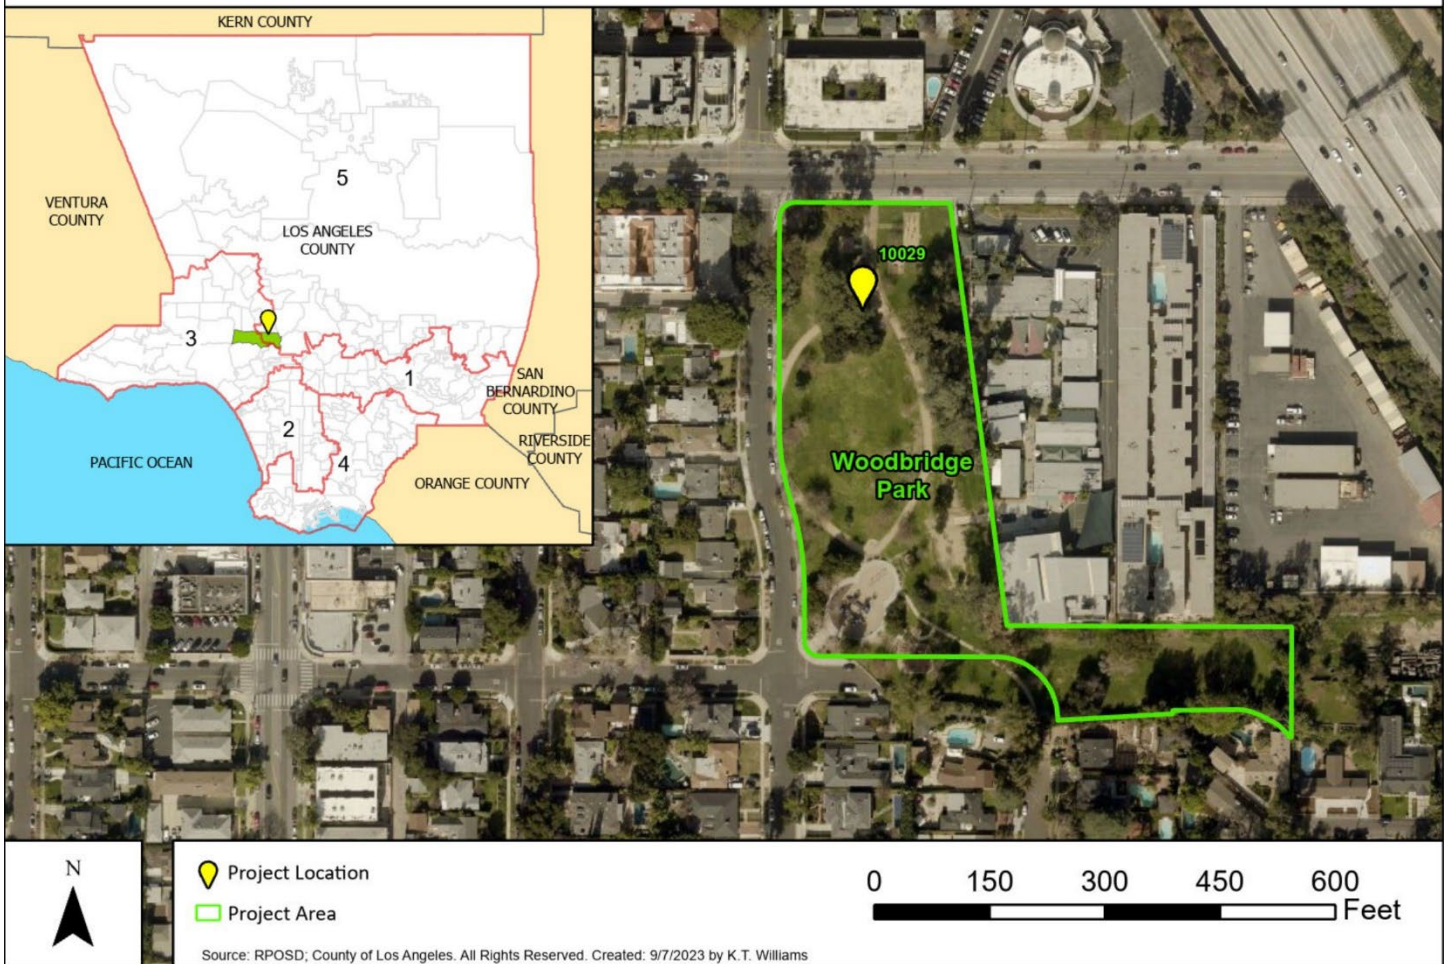 KERN COUNTY
VENTURA
COUNTY
5
LOS ANGELES
COUNTY
3
1
SAN
BERNARDINO
COUNTY
2
RIVERSIDE
COUNTY
4
PACIFIC OCEAN
ORANGE COUNTY
10029
Woodbridge
Park
N
Project Location
Project Area
0 150 300 450 600
Feet
Source: RPOSD; County of Los Angeles. All Rights Reserved. Created: 9/7/2023 by K.T. Williams